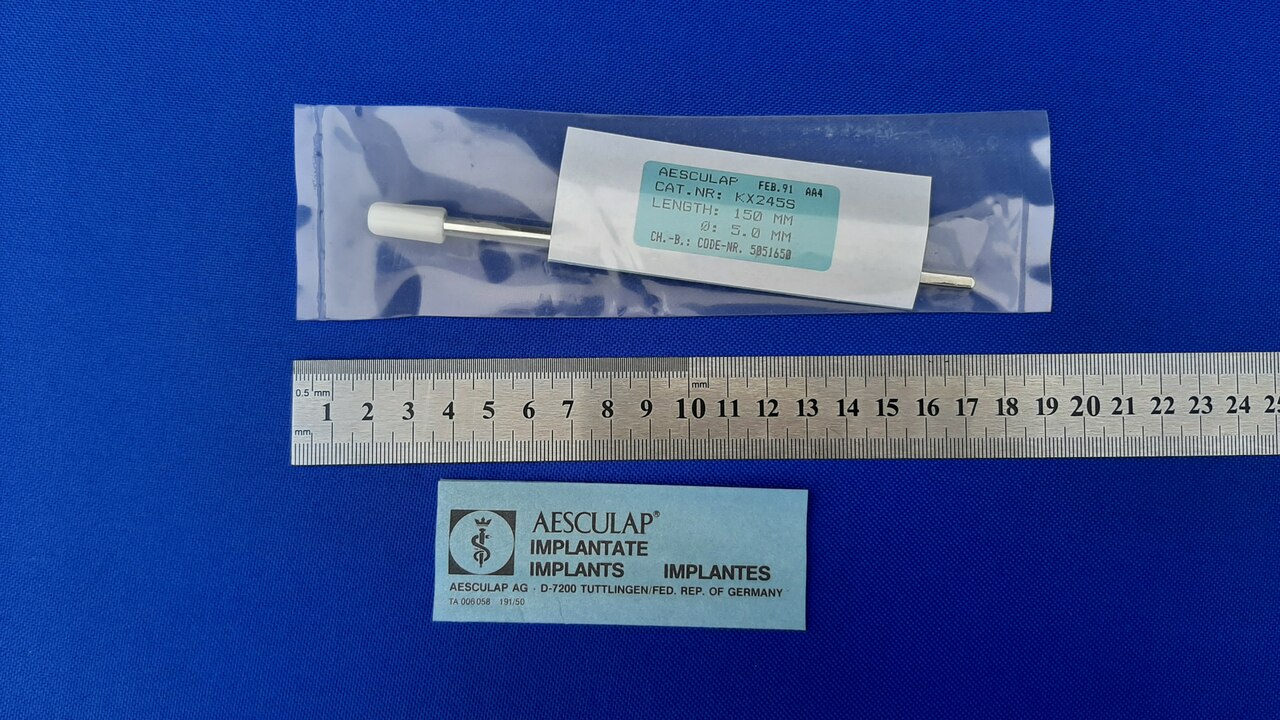 AESCULAP FEB.91 AA4
CAT.NR: KX245S
LENGTH: 150 MM
Ø: 5.0 MM
CH.-B.: CODE-NR. 5051650
0.5 mm
mm
1 2 3 4 5 6 7 8 9 10 11 12 13 14 15 16 17 18 19 20 21 22 23 24 25
mm
AESCULAP®
IMPLANTATE
IMPLANTS IMPLANTES
AESCULAP AG · D-7200 TUTTLINGEN/FED. REP. OF GERMANY
TA 006 058 191/50